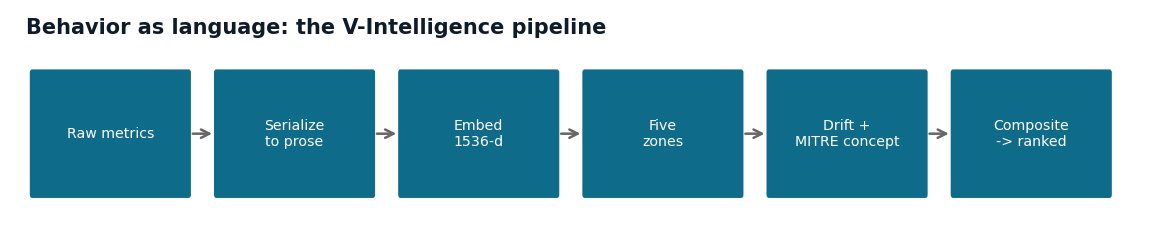 Behavior as language: the V-Intelligence pipeline
Raw metrics
Serialize
to prose
Embed
1536-d
Five
zones
Drift +
MITRE concept
Composite
-> ranked